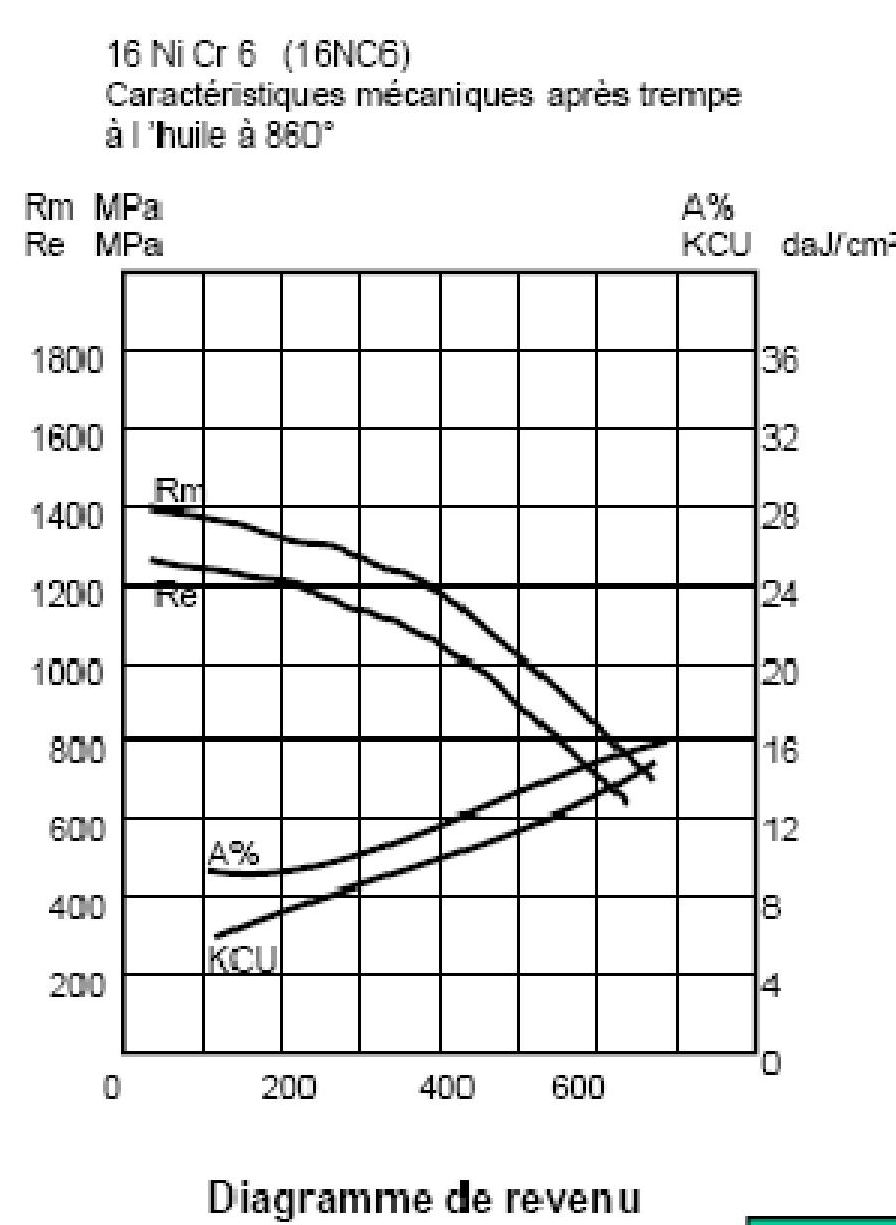 16 Ni Cr 6 (16NC6)
Caractéristiques mécaniques après trempe
à l 'huile à 860°
Rm MPa
Re MPa
A%
KCU daJ/cm²
1800
36
1600
32
Rm
1400
28
1200
Re
24
1000
20
800
16
600
12
A%
400
8
KCU
200
4
0
0
200
400
600
Diagramme de revenu